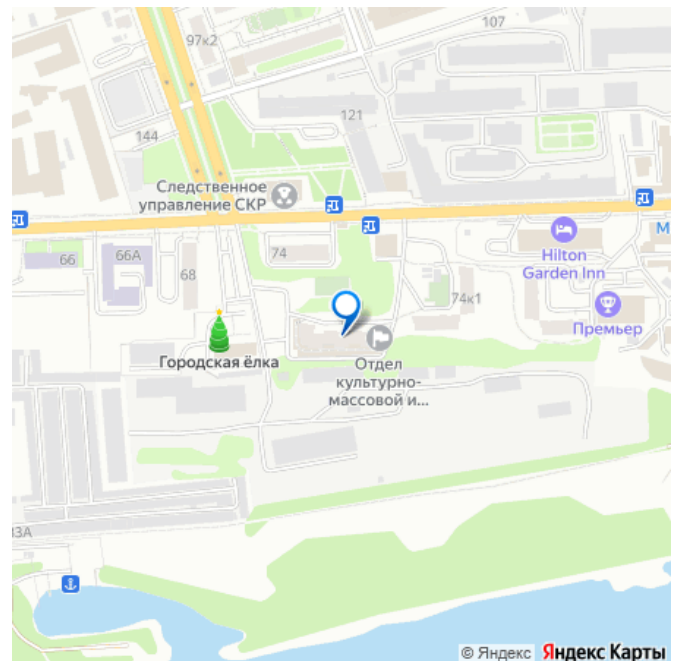 107
97к2
121
144
Следственное
управление СКР
66
66А
68
74
М
Hilton
Garden Inn
74к1
Премьер
Городская ёлка
Отдел
культурно-
массовой и...
33А
© Яндекс Яндекс Карты